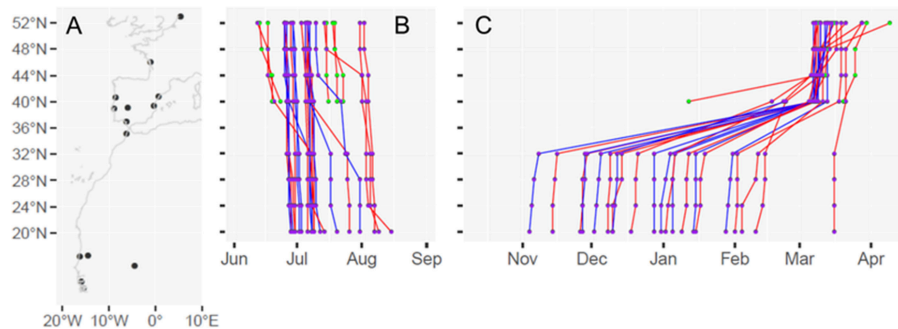 A
B
C
52°N
48°N
44°N
40°N
36°N
32°N
28°N
24°N
20°N
20°W 10°W 0° 10°E
Jun Jul Aug Sep
Nov Dec Jan Feb Mar Apr